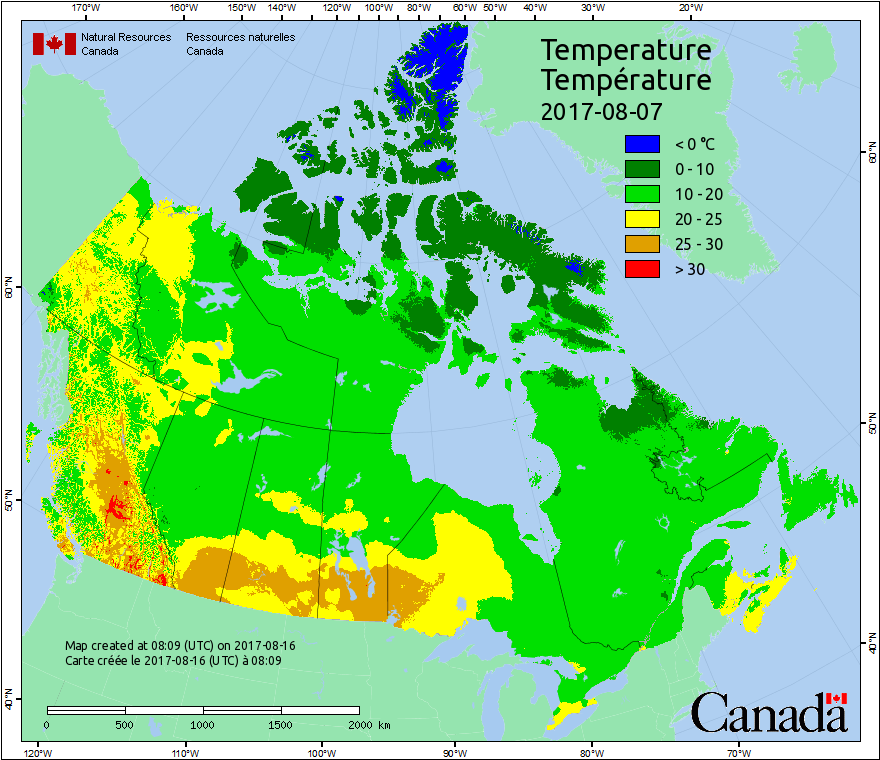 170°W 160°W 150°W 140°W 130°W 120°W 110°W 100°W 90°W 80°W 70°W 60°W 50°W 40°W 30°W 20°W
Natural Resources Canada
Ressources naturelles Canada
Temperature
Température
2017-08-07
< 0 °C
0 - 10
10 - 20
20 - 25
25 - 30
> 30
60°N
60°N
50°N
50°N
40°N
40°N
Map created at 08:09 (UTC) on 2017-08-16
Carte créée le 2017-08-16 (UTC) à 08:09
0 500 1000 1500 2000 km
Canada
120°W 110°W 100°W 90°W 80°W 70°W